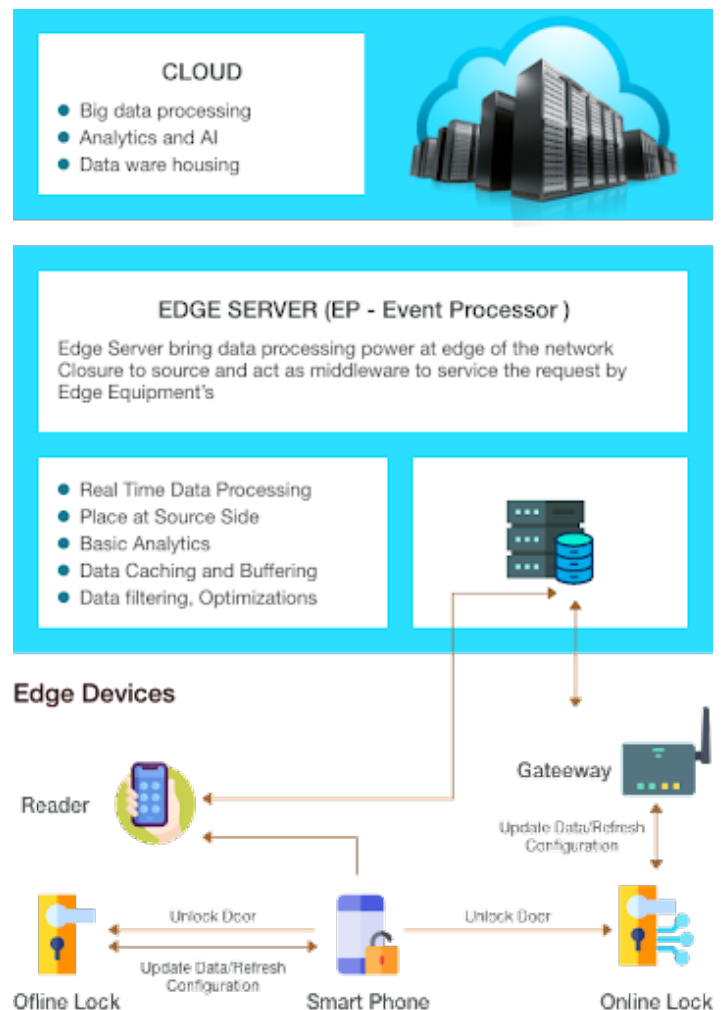 CLOUD
Big data processing
Analytics and AI
Data ware housing
EDGE SERVER (EP - Event Processor )
Edge Server bring data processing power at edge of the network
Closure to source and act as middleware to service the request by
Edge Equipment's
Real Time Data Processing
Place at Source Side
Basic Analytics
Data Caching and Buffering
Data filtering, Optimizations
Edge Devices
Reader
Gateeway
Update Data/Refresh
Configuration
Unlock Door
Unlock Door
Update Data/Refresh
Configuration
Ofline Lock
Smart Phone
Online Lock